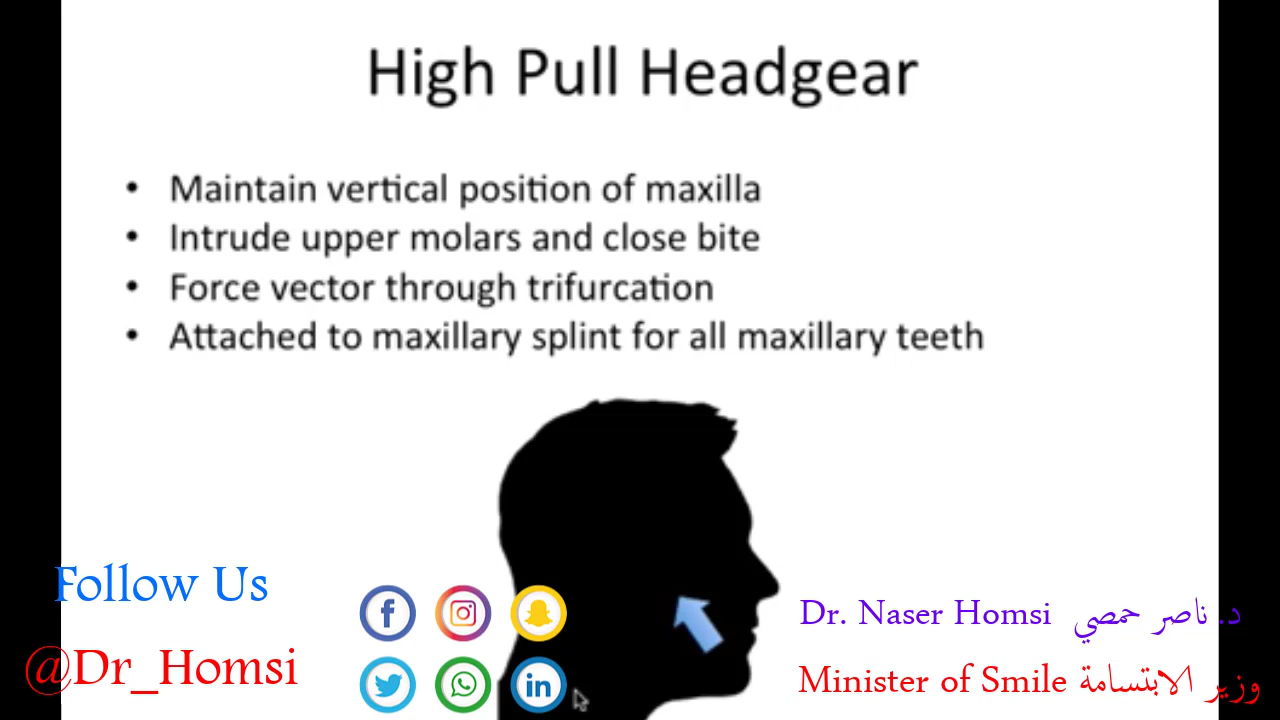 High Pull Headgear
• Maintain vertical position of maxilla
• Intrude upper molars and close bite
• Force vector through trifurcation
• Attached to maxillary splint for all maxillary teeth
Follow Us
@Dr_Homsi
in
Dr. Naser Homsi د. ناصر حمصي
Minister of Smile وزير الابتسامة